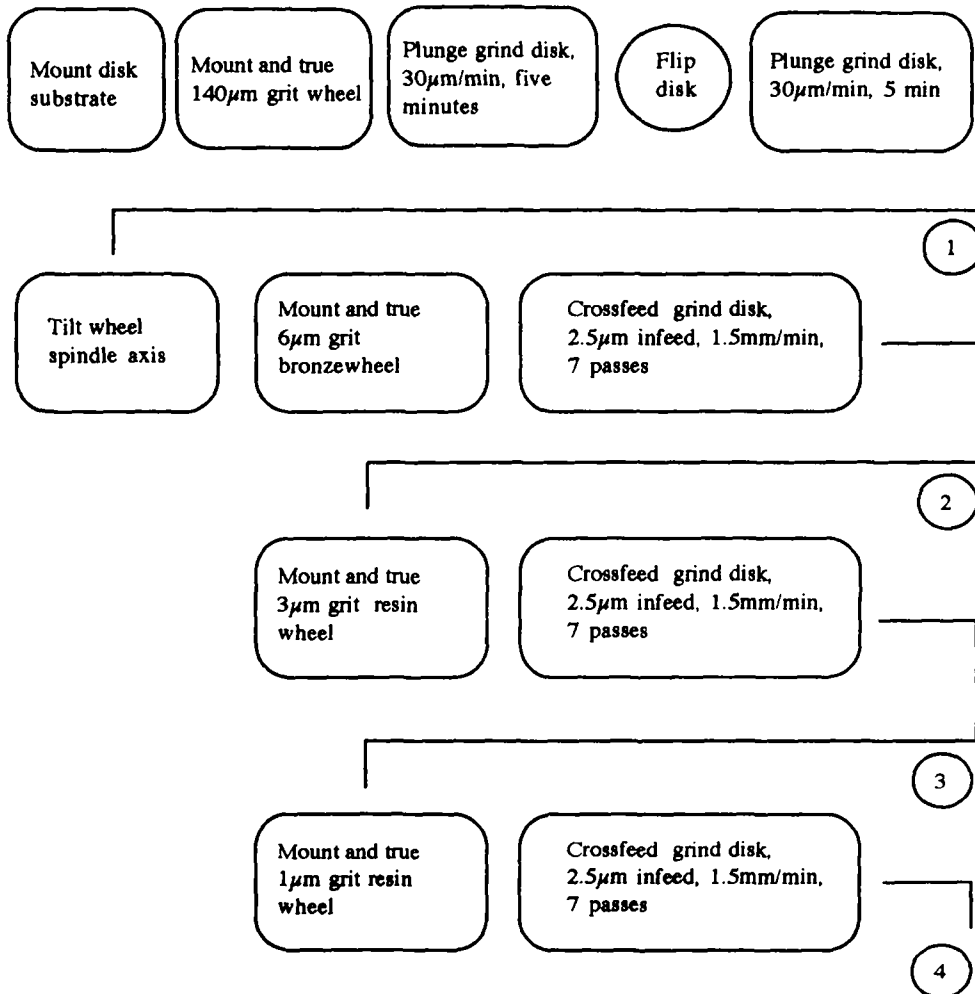 Mount disk
substrate
Mount and true
140μm grit wheel
Plunge grind disk,
30μm/min, five
minutes
Flip
disk
Plunge grind disk,
30μm/min, 5 min
1
Tilt wheel
spindle axis
Mount and true
6μm grit
bronzewheel
Crossfeed grind disk,
2.5μm infeed, 1.5mm/min,
7 passes
2
Mount and true
3μm grit resin
wheel
Crossfeed grind disk,
2.5μm infeed, 1.5mm/min,
7 passes
3
Mount and true
1μm grit resin
wheel
Crossfeed grind disk,
2.5μm infeed, 1.5mm/min,
7 passes
4